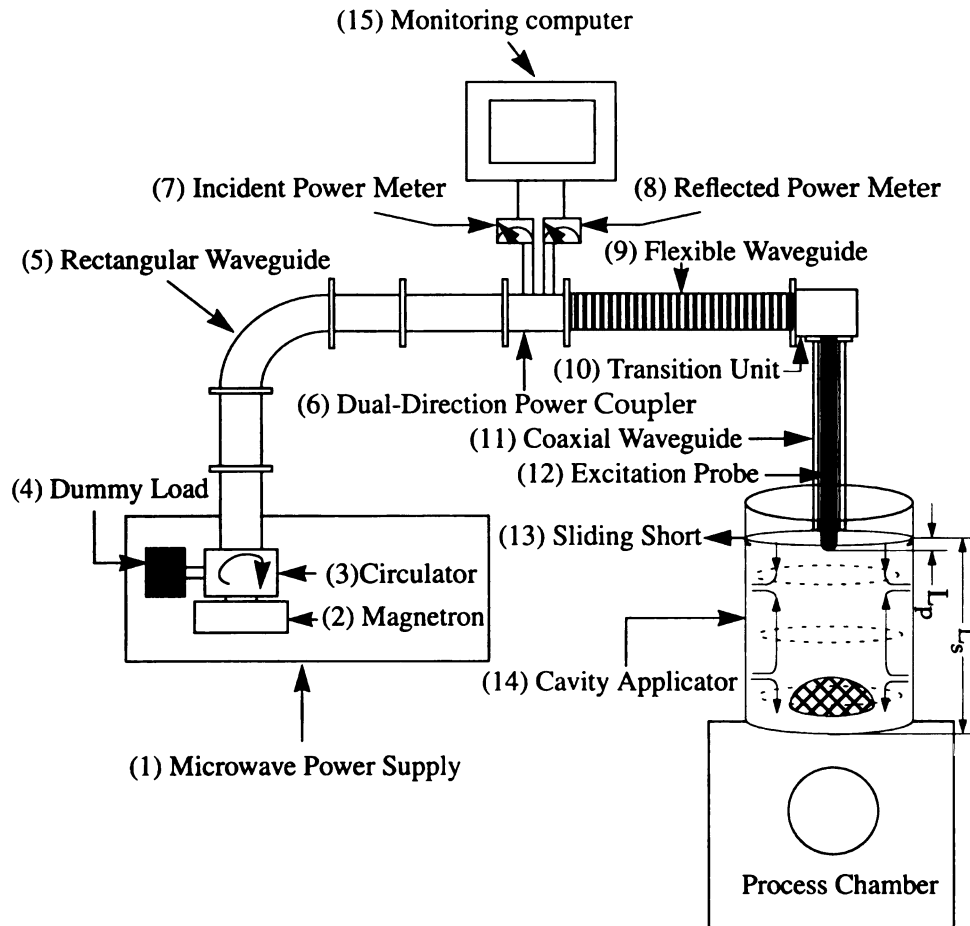 (15) Monitoring computer
(7) Incident Power Meter
(8) Reflected Power Meter
(5) Rectangular Waveguide
(9) Flexible Waveguide
(10) Transition Unit
(6) Dual-Direction Power Coupler
(11) Coaxial Waveguide
(12) Excitation Probe
(4) Dummy Load
(13) Sliding Short
(3)Circulator
Lp
(2) Magnetron
Ls
(14) Cavity Applicator
(1) Microwave Power Supply
Process Chamber